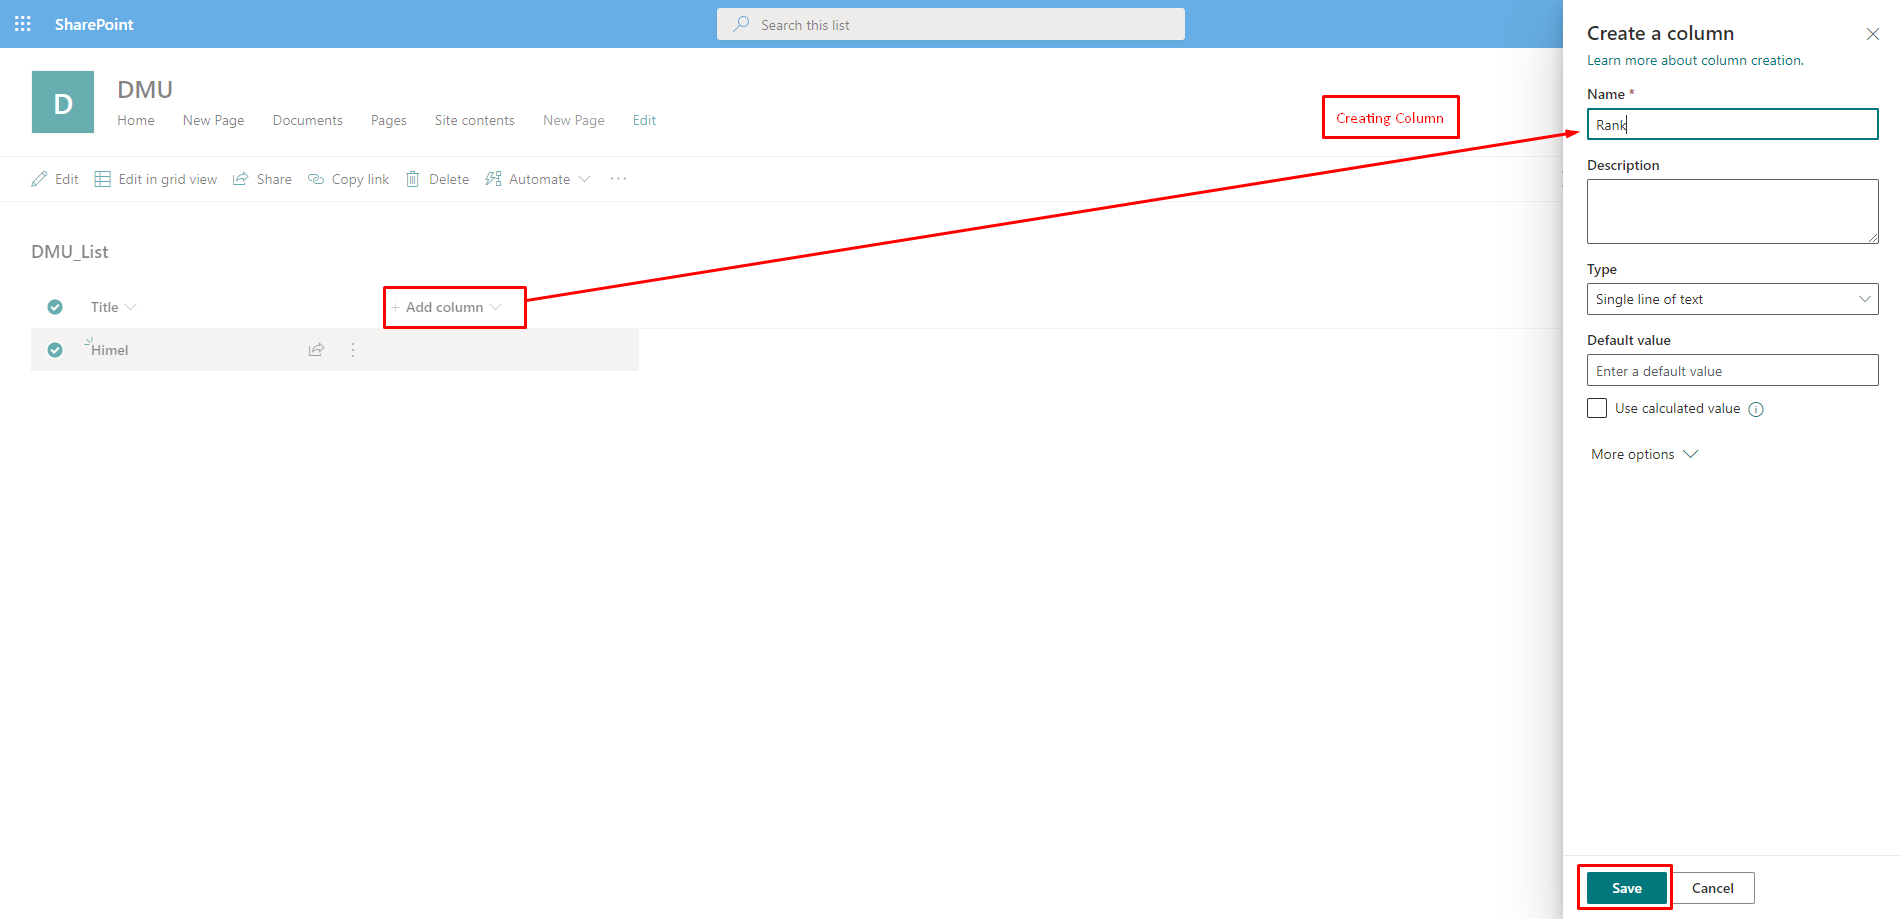 SharePoint
Search this list
D
DMU
Home New Page Documents Pages Site contents New Page Edit
Creating Column
Edit Edit in grid view Share Copy link Delete Automate ···
DMU_List
Title + Add column
Himel
Create a column
Learn more about column creation.
Name *
Rank
Description
Type
Single line of text
Default value
Enter a default value
Use calculated value
More options
Save Cancel